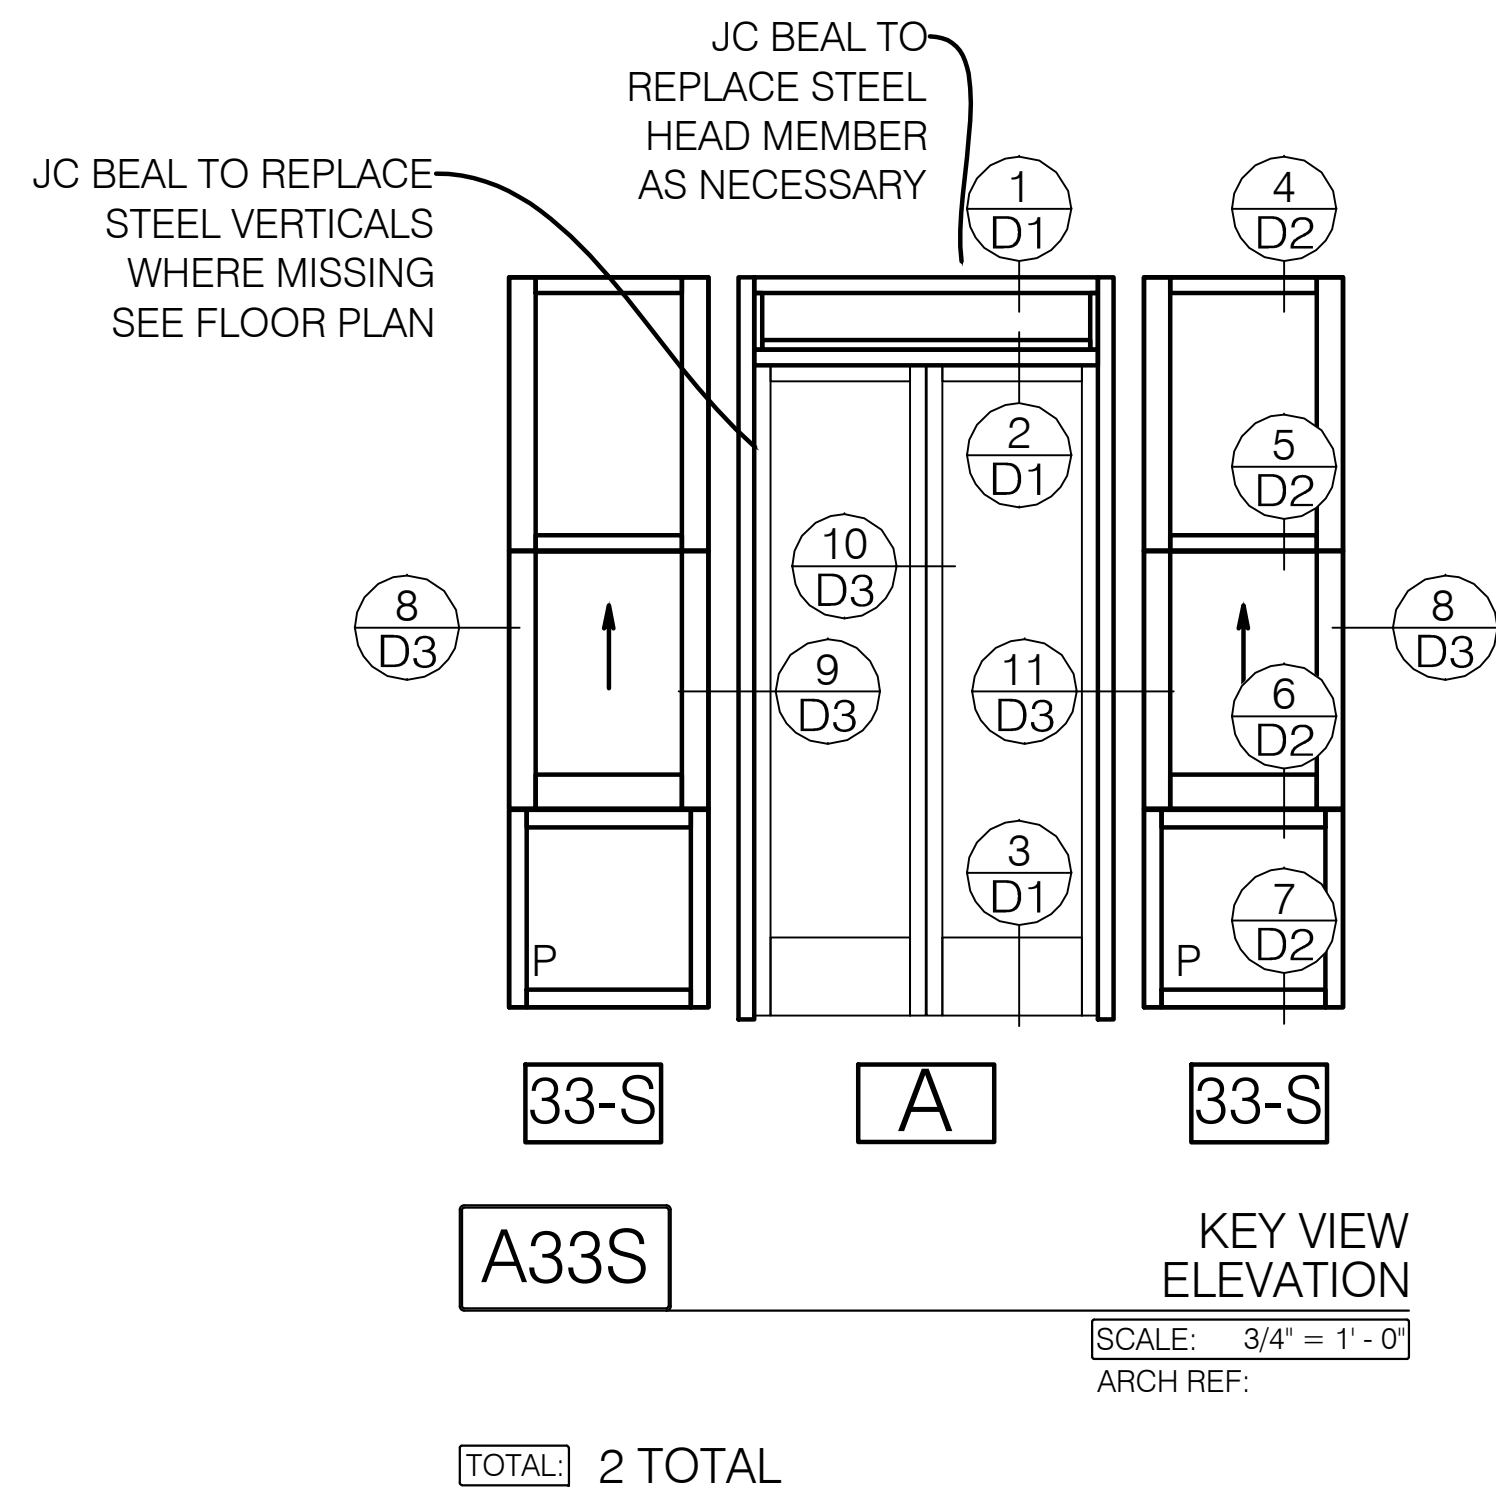 JC BEAL TO
REPLACE STEEL
HEAD MEMBER
AS NECESSARY
JC BEAL TO REPLACE
STEEL VERTICALS
WHERE MISSING
SEE FLOOR PLAN
1
D1
4
D2
2
D1
5
D2
10
D3
8
D3
8
D3
9
D3
11
D3
6
D2
3
D1
7
D2
P
P
33-S
A
33-S
A33S
KEY VIEW
ELEVATION
SCALE: 3/4" = 1' - 0"
ARCH REF:
TOTAL: 2 TOTAL